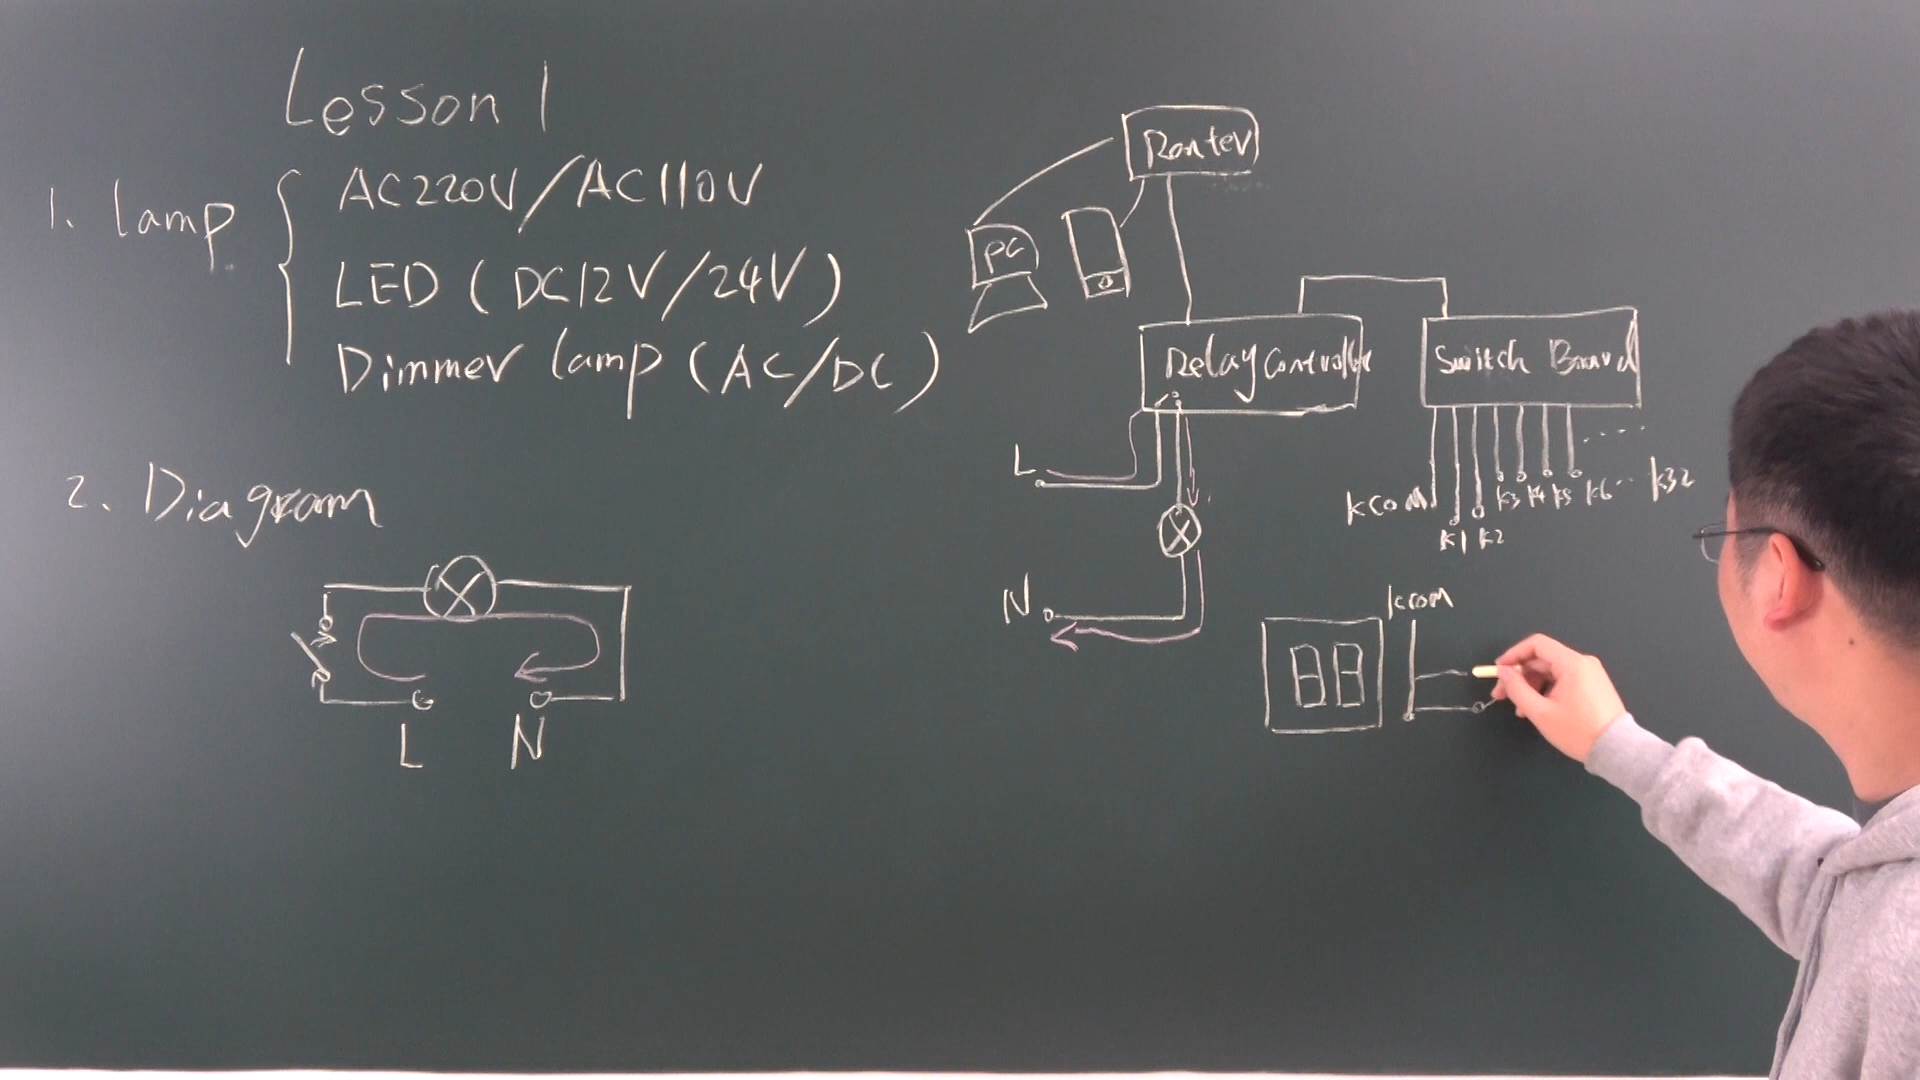 Lesson 1
1. lamp
AC220V/AC110V
LED (DC12V/24V)
Dimmer lamp (AC/DC)
2. Diagram
L N
Router
PC
Relay Controller
Switch Board
L
N
KCOM K1 K2 K3 K4 K5 K6 ·· K32
KCOM